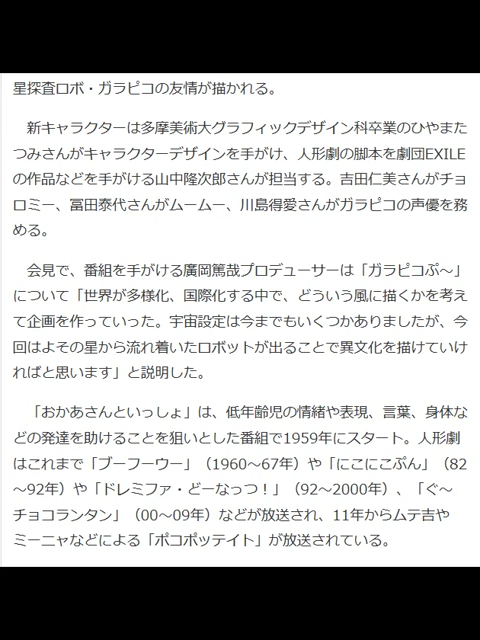 星探査ロボ・ガラピコの友情が描かれる。
　新キャラクターは多摩美術大グラフィックデザイン科卒業のひやまた
つみさんがキャラクターデザインを手がけ、人形劇の脚本を劇団EXILE
の作品などを手がける山中隆次郎さんが担当する。吉田仁美さんがチョ
ロミー、冨田泰代さんがムームー、川島得愛さんがガラピコの声優を務
める。
　会見で、番組を手がける廣岡篤哉プロデューサーは「ガラピコぷ～」
について「世界が多様化、国際化する中で、どういう風に描くかを考え
て企画を作っていった。宇宙設定は今までもいくつかありましたが、今
回はよその星から流れ着いたロボットが出ることで異文化を描けていけ
ればと思います」と説明した。
　「おかあさんといっしょ」は、低年齢児の情緒や表現、言葉、身体な
どの発達を助けることを狙いとした番組で1959年にスタート。人形劇
はこれまで「ブーフーウー」（1960～67年）や「にこにこぷん」（82
～92年）や「ドレミファ・どーなっつ！」（92～2000年）、「ぐ～
チョコランタン」（00～09年）などが放送され、11年からムテ吉や
ミーニャなどによる「ポコポッテイト」が放送されている。